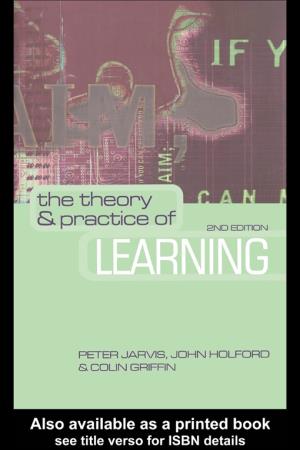 IF Y
AIM
AIM;
CAN M
the theory
& practice of
2ND EDITION
LEARNING
PETER JARVIS, JOHN HOLFORD
& COLIN GRIFFIN
Also available as a printed book
see title verso for ISBN details